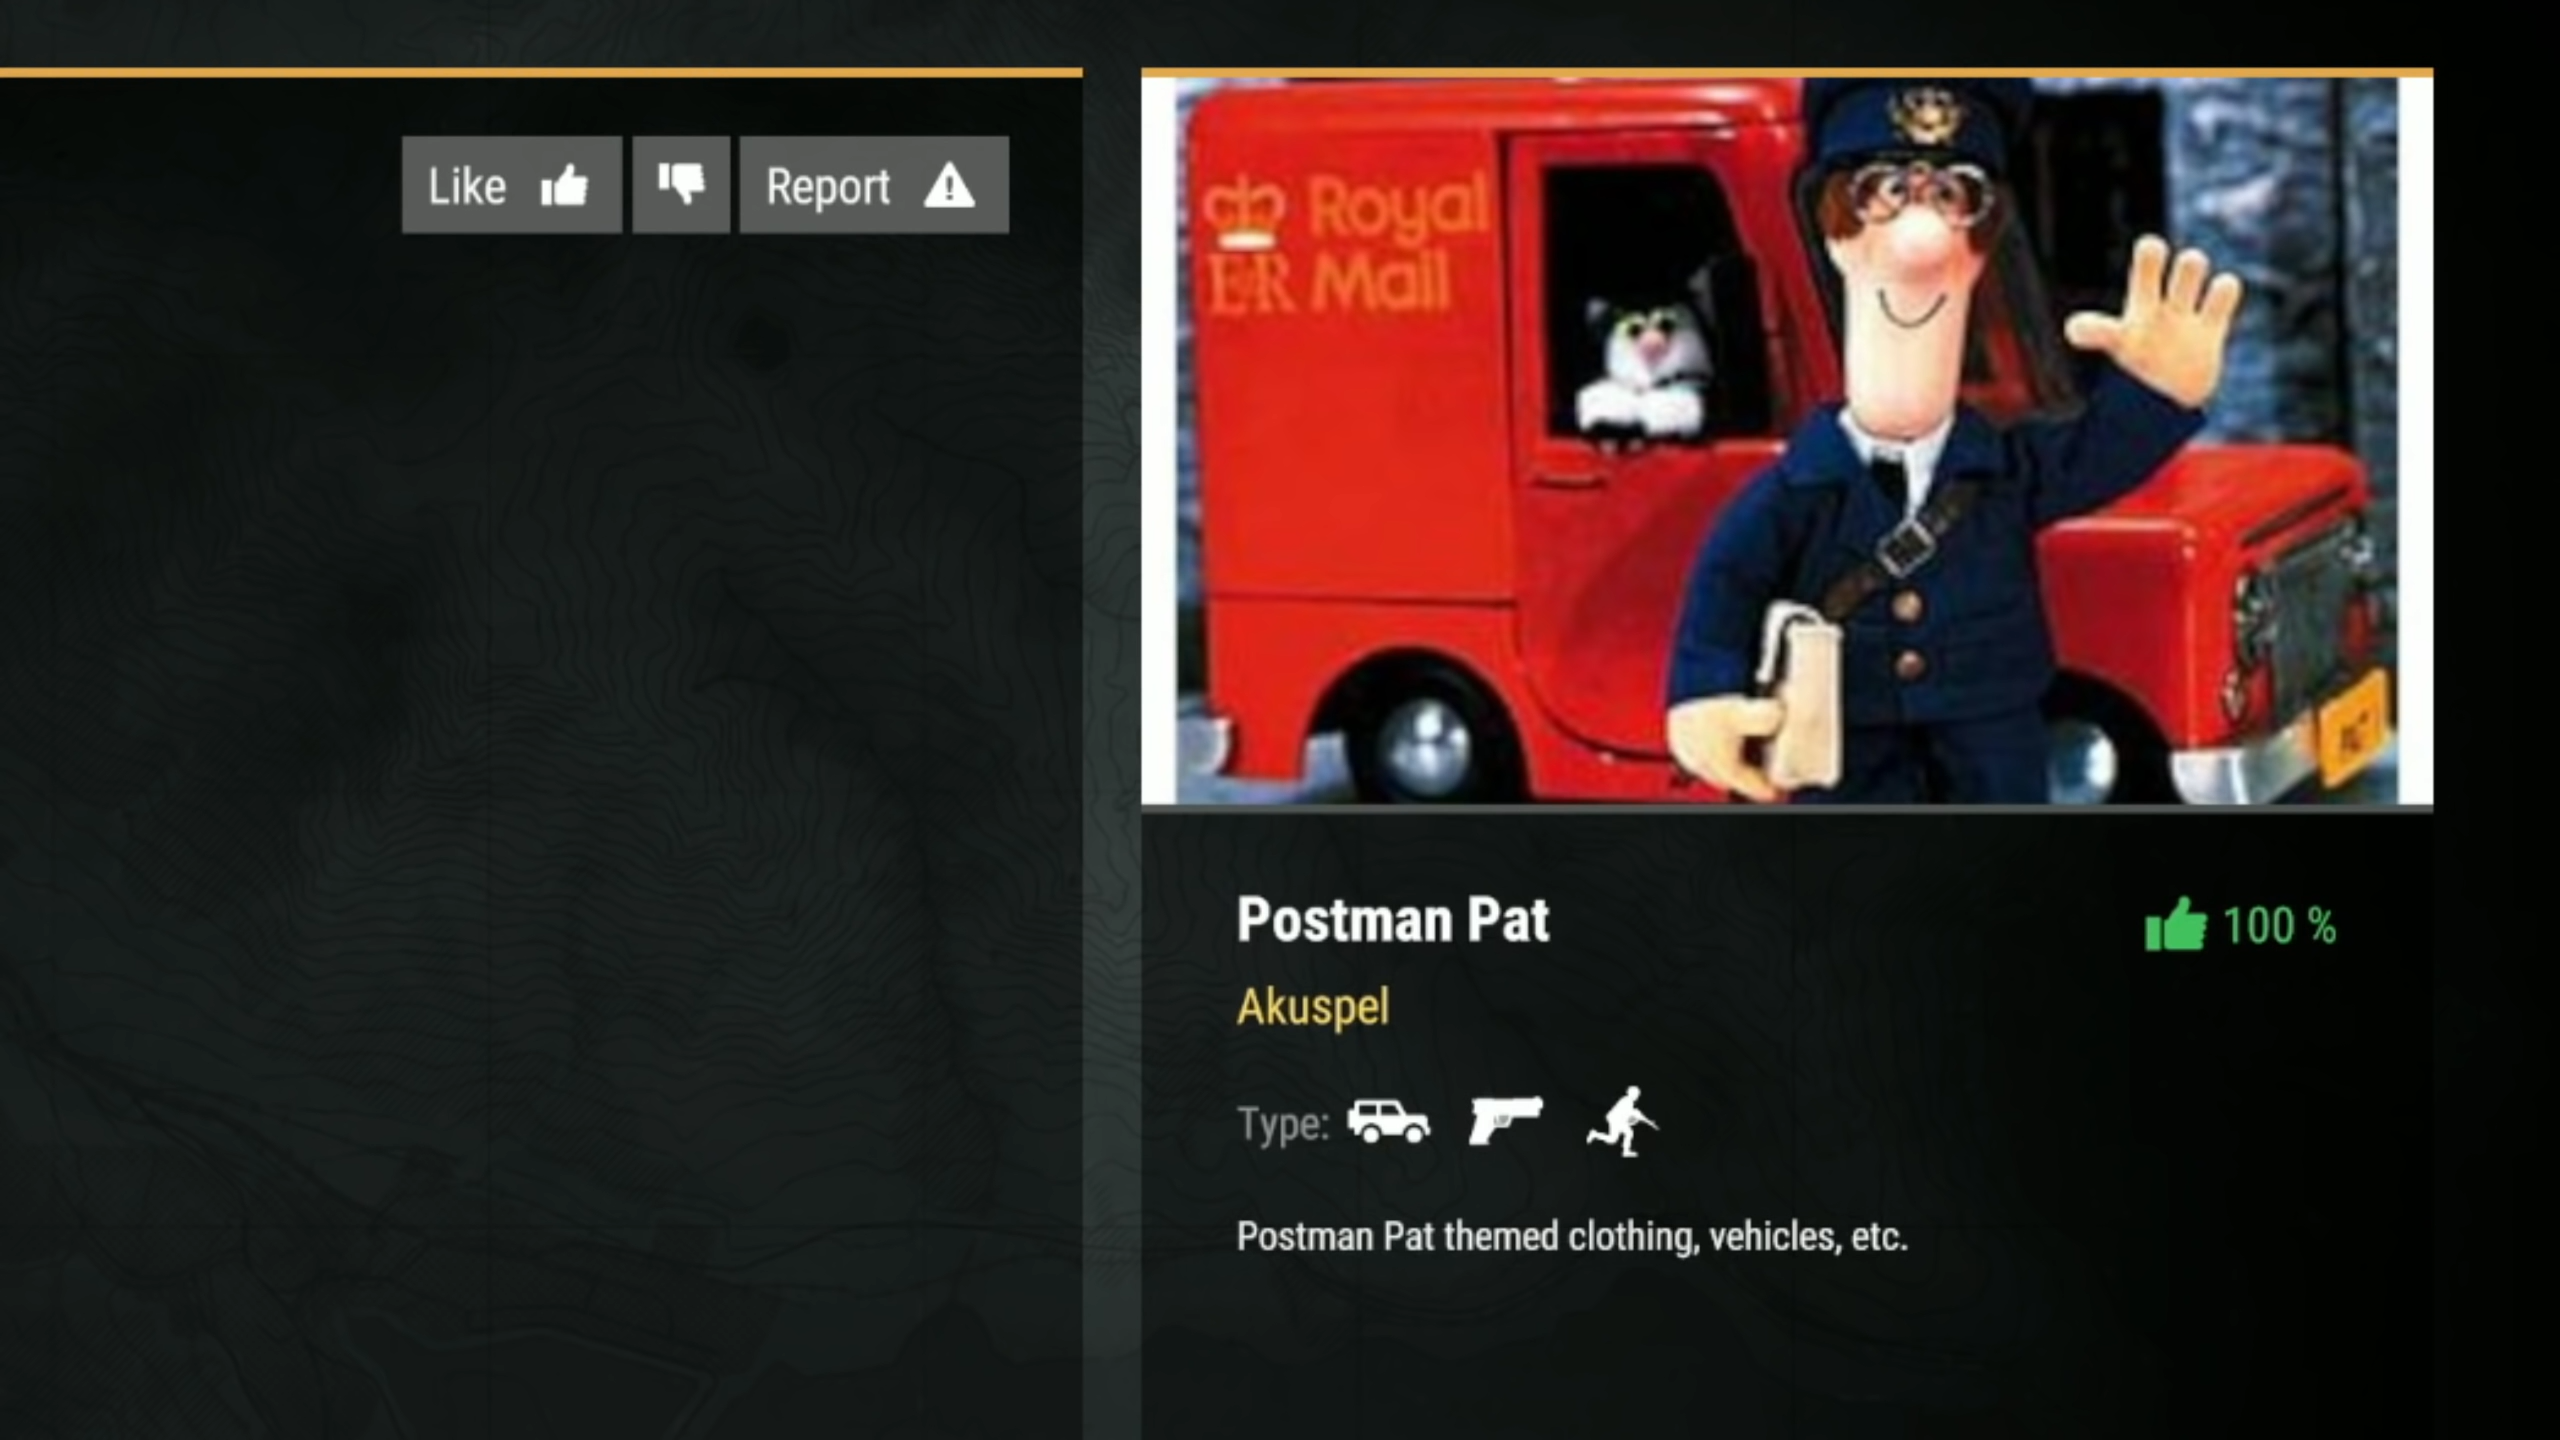 Like
Report
Royal
Mail
ER
Postman Pat
100 %
Akuspel
Type:
Postman Pat themed clothing, vehicles, etc.